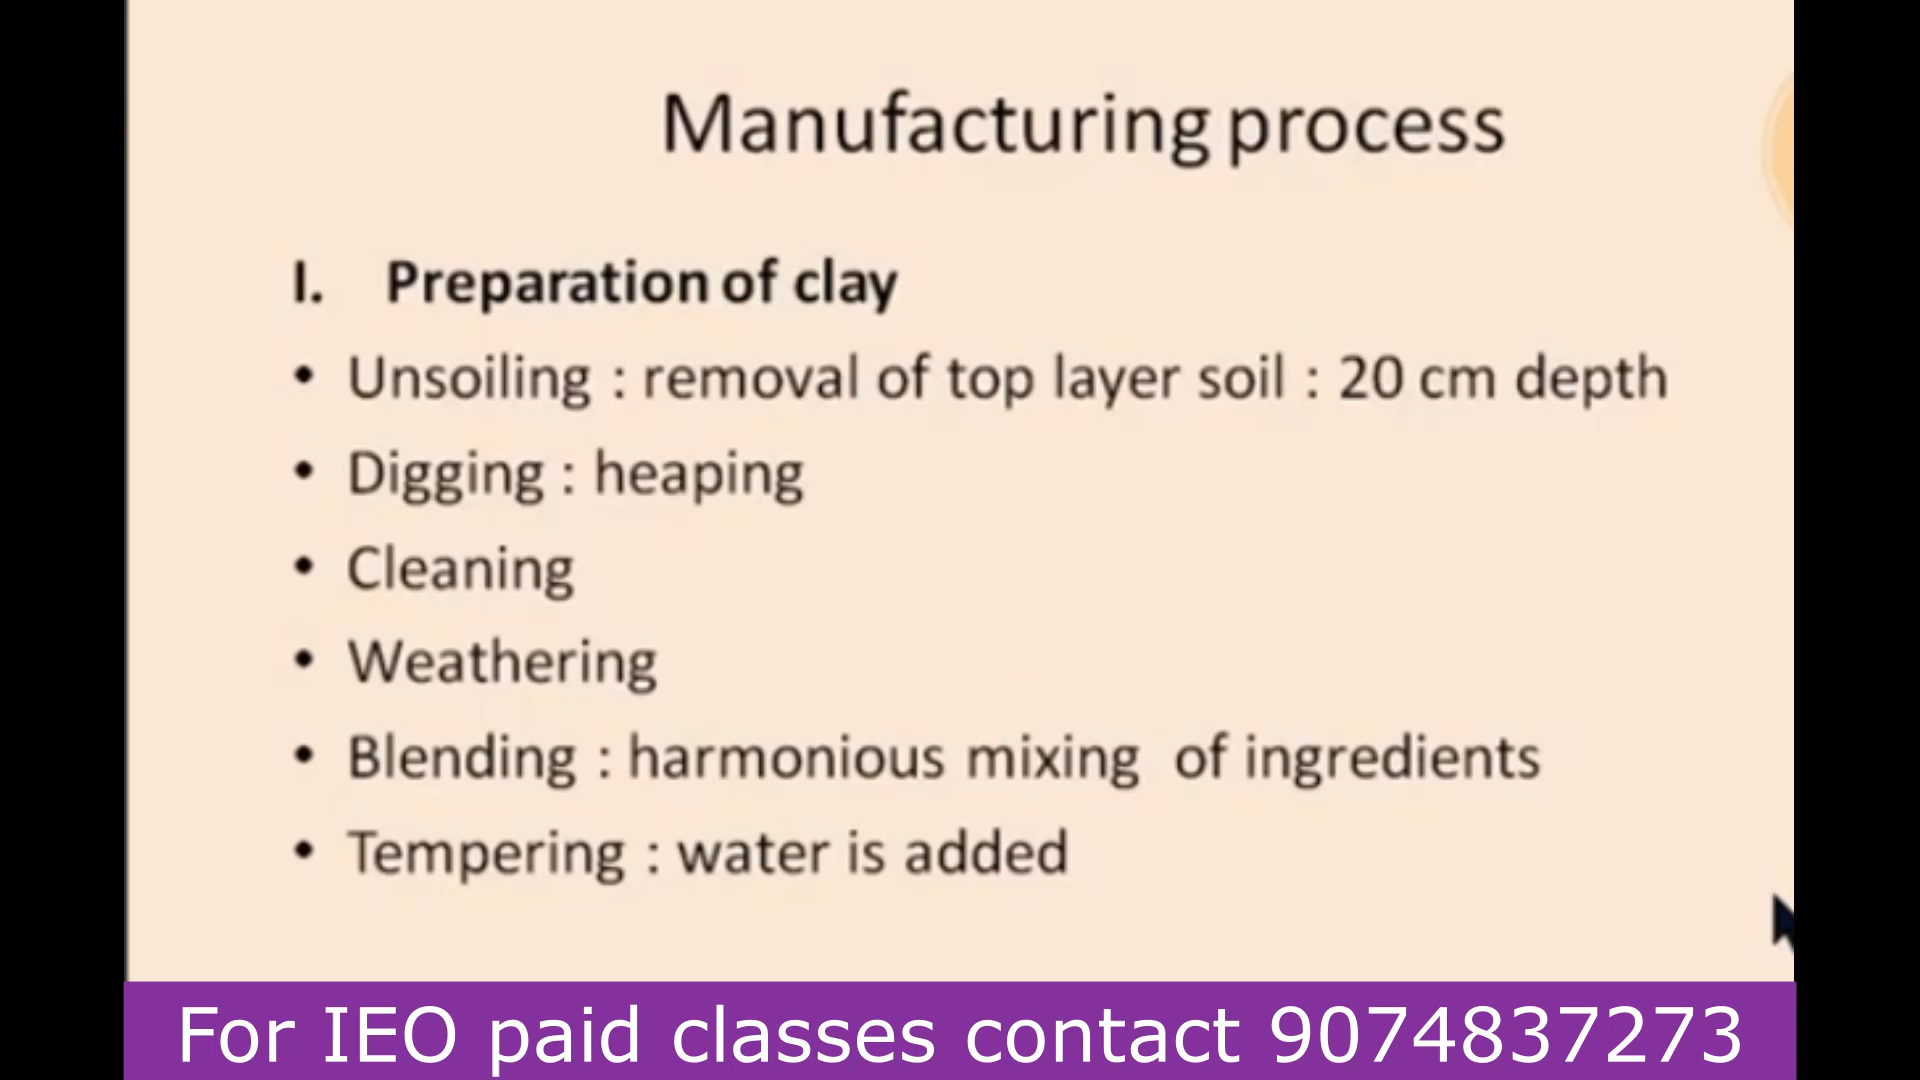 Manufacturing process
I. Preparation of clay
• Unsoiling : removal of top layer soil : 20 cm depth
• Digging : heaping
• Cleaning
• Weathering
• Blending : harmonious mixing of ingredients
• Tempering : water is added
For IEO paid classes contact 9074837273